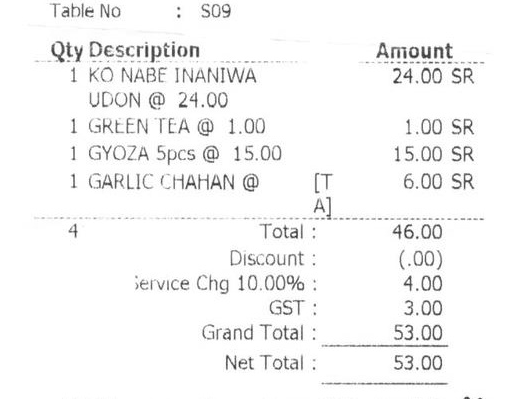 Table No : S09
Qty Description Amount
1 KO NABE INANIWA 24.00 SR
UDON @ 24.00
1 GREEN TEA @ 1.00 1.00 SR
1 GYOZA 5pcs @ 15.00 15.00 SR
1 GARLIC CHAHAN @ [T 6.00 SR
A]
4 Total : 46.00
Discount : (.00)
Service Chg 10.00% : 4.00
GST : 3.00
Grand Total : 53.00
Net Total : 53.00